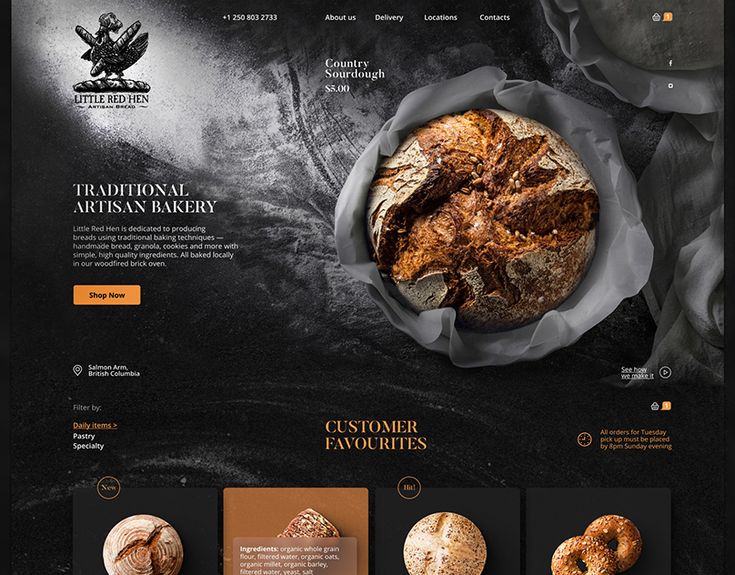 +1 250 803 2733
About us
Delivery
Locations
Contacts
1
LITTLE RED HEN
ARTISAN BREAD
Country
Sourdough
$5.00
TRADITIONAL
ARTISAN BAKERY
Little Red Hen is dedicated to producing
breads using traditional baking techniques —
handmade bread, granola, cookies and more with
simple, high quality ingredients. All baked locally
in our woodfired brick oven.
Shop Now
Salmon Arm,
British Columbia
See how
we make it
Filter by:
Daily items >
Pastry
Specialty
CUSTOMER
FAVOURITES
1
All orders for Tuesday
pick up must be placed
by 8pm Sunday evening
New
Hit!
Ingredients: organic whole grain
flour, filtered water, organic oats,
organic millet, organic barley,
filtered water, yeast, salt